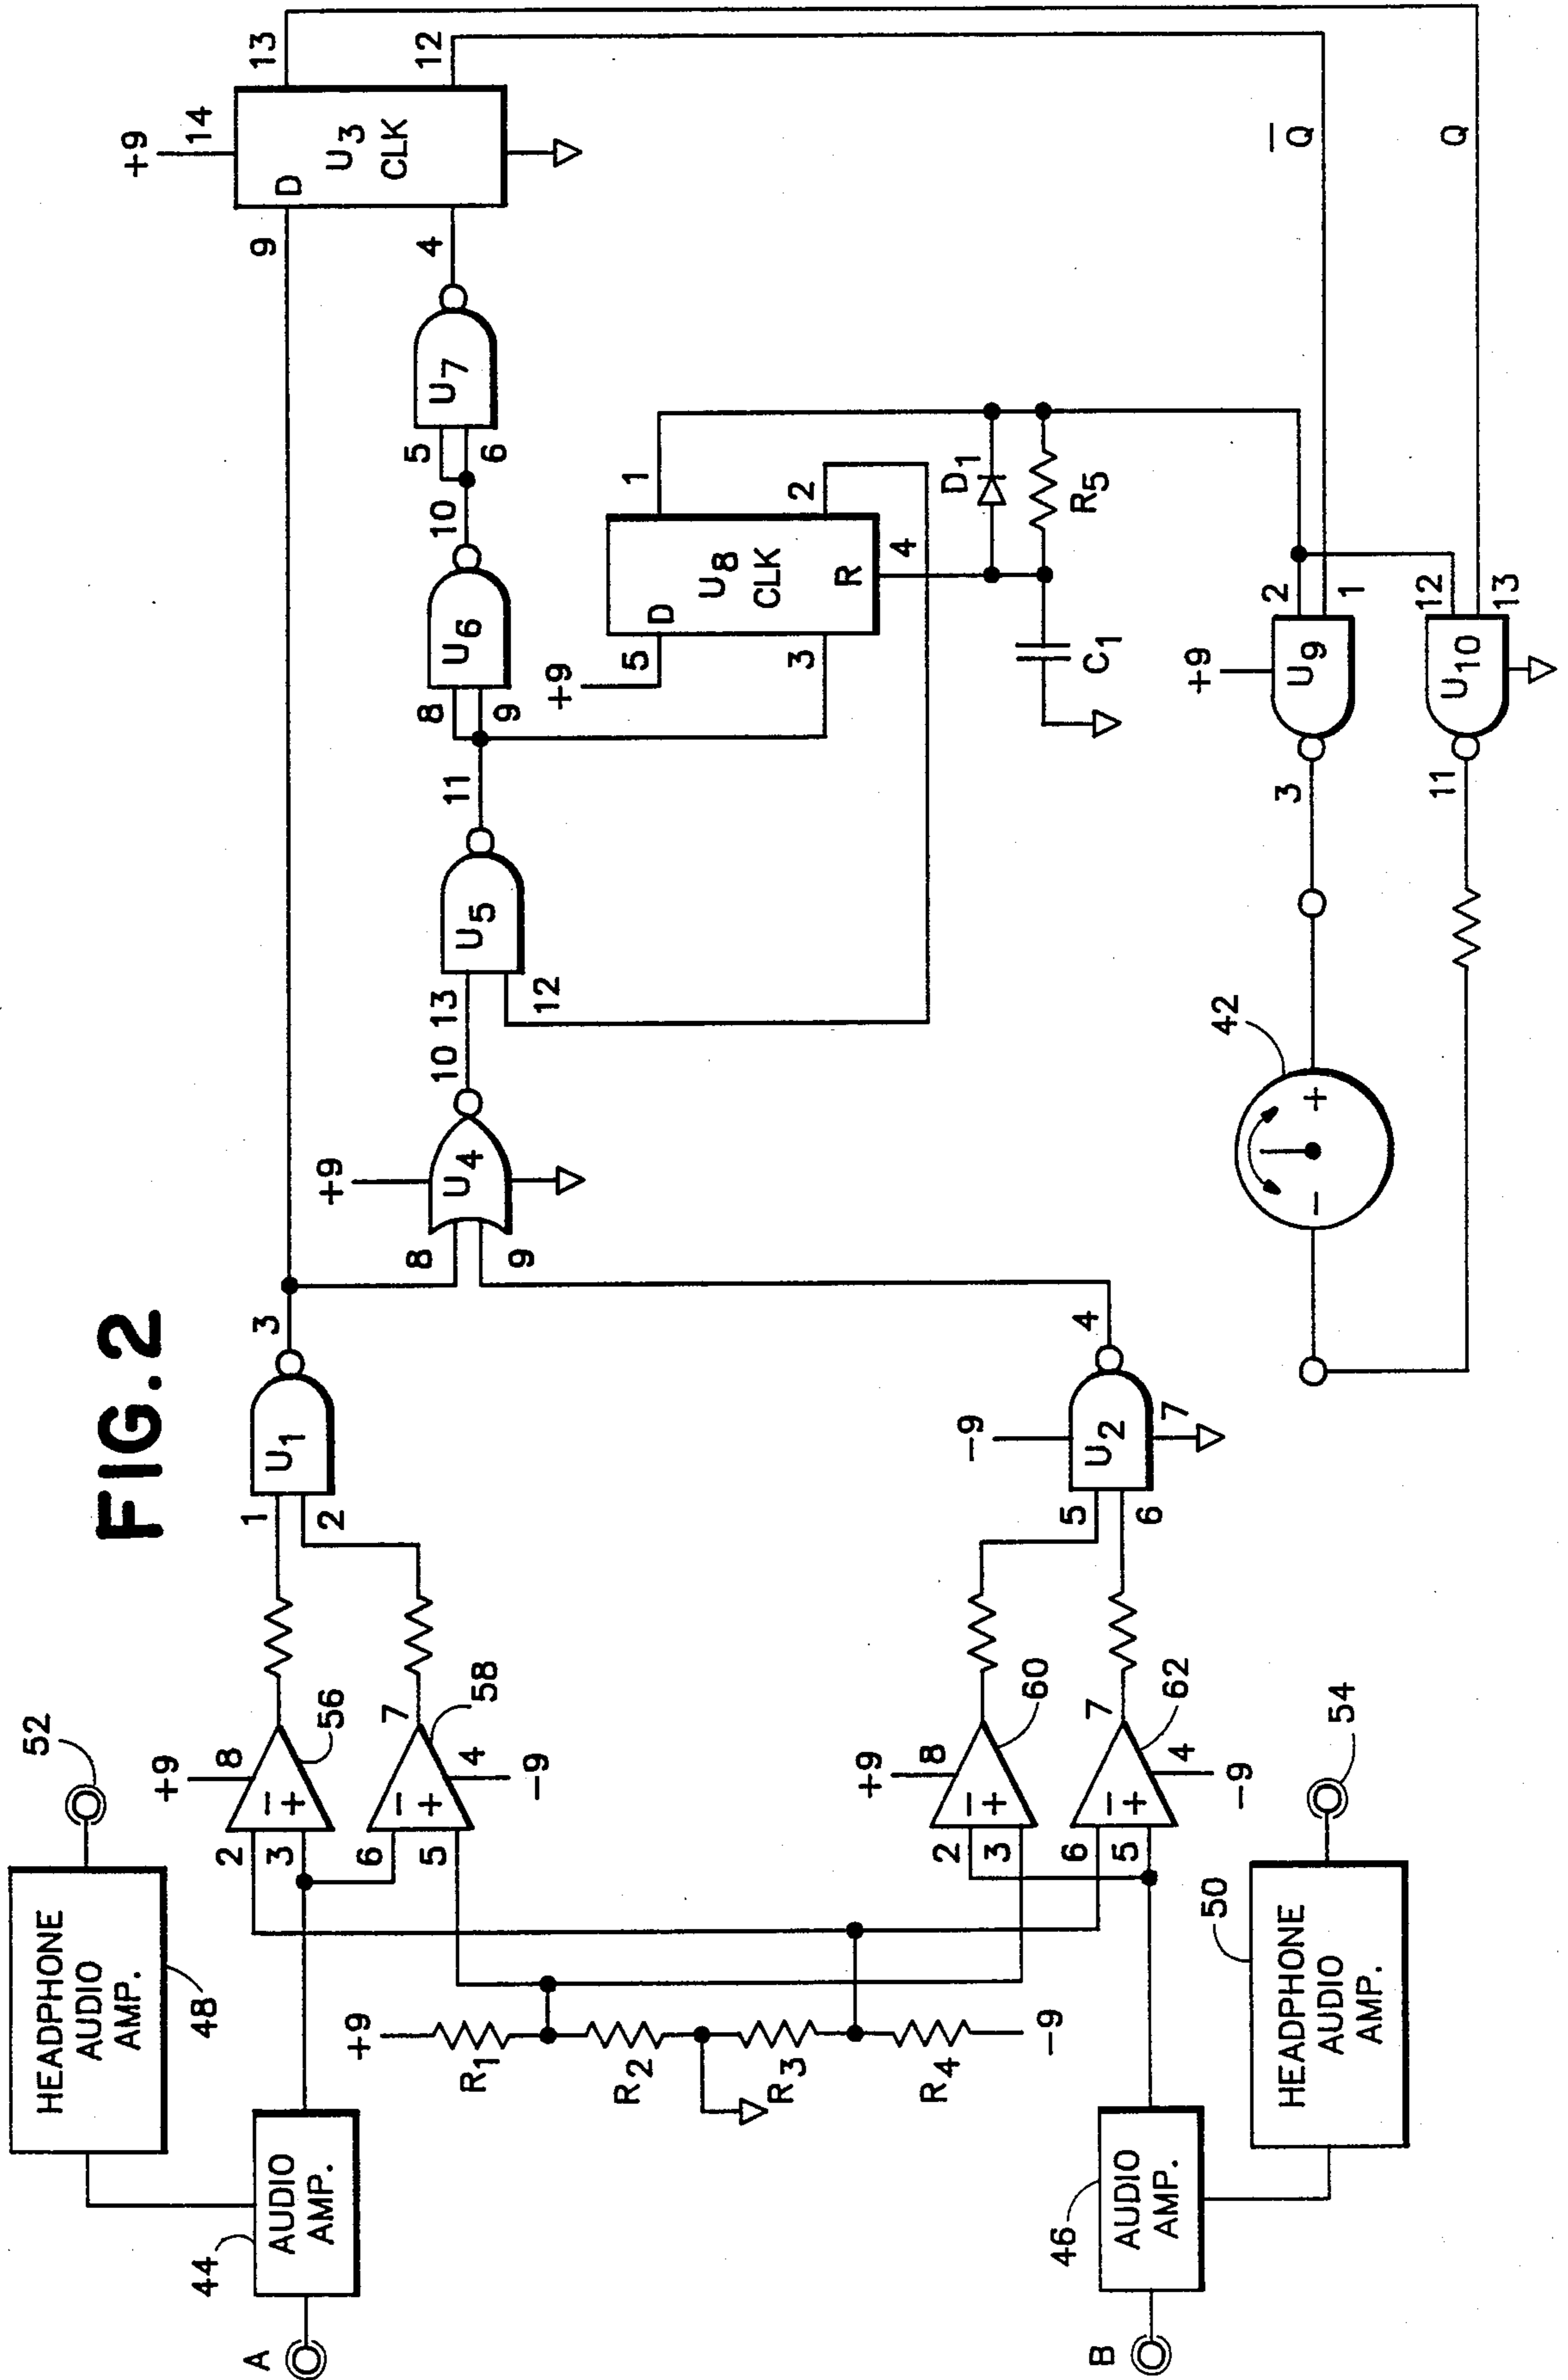 FIG. 2
A
44
AUDIO
AMP.
HEADPHONE
AUDIO
AMP.
48
52
+9
8
2
3
−
+
56
6
5
−
+
7
58
4
-9
+9
R1
R2
R3
R4
-9
B
46
AUDIO
AMP.
HEADPHONE
AUDIO
AMP.
50
54
+9
8
2
3
−
+
60
6
5
−
+
7
62
4
-9
1
2
U1
3
5
6
-9
U2
7
4
8
9
+9
U4
10
13
12
U5
11
8
9
U6
10
5
6
U7
4
9
D
U3
CLK
+9
14
13
12
+9
5
D
3
U8
CLK
R
1
2
4
D1
R5
C1
Q̅
Q
+9
2
1
U9
3
12
13
U10
11
42
−
+